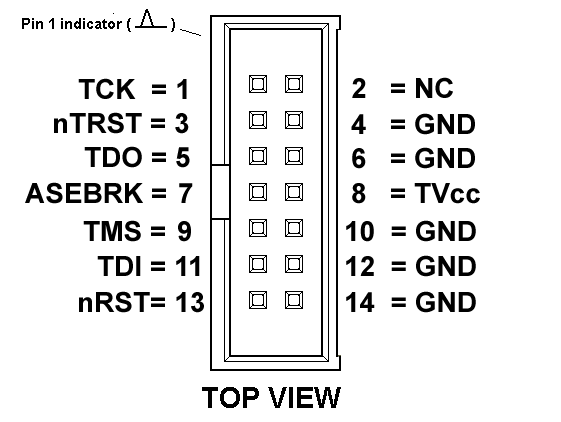 Pin 1 indicator ( )
TCK = 1 2 = NC
nTRST = 3 4 = GND
TDO = 5 6 = GND
ASEBRK = 7 8 = TVcc
TMS = 9 10 = GND
TDI = 11 12 = GND
nRST= 13 14 = GND
TOP VIEW